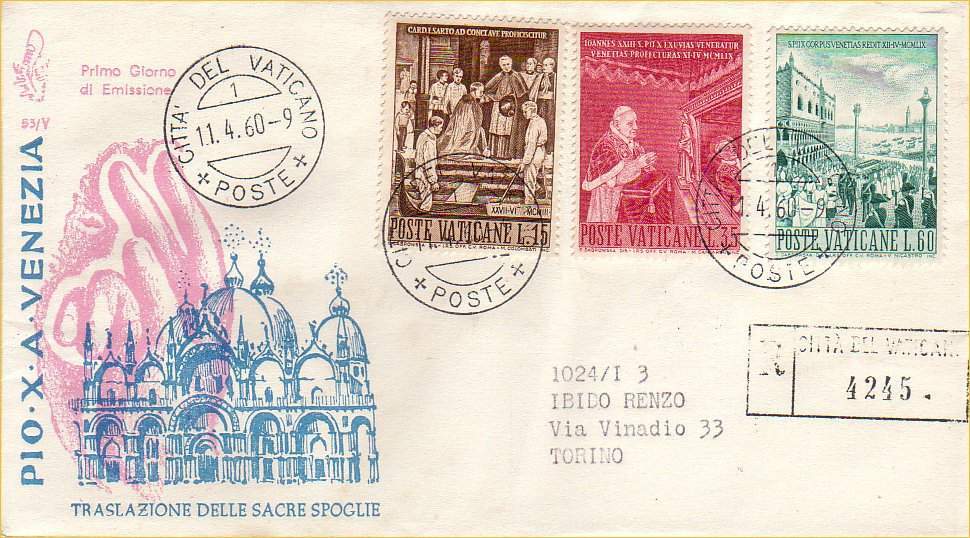 Primo Giorno
di Emissione
53/V
PIO·X·A·VENEZIA
TRASLAZIONE DELLE SACRE SPOGLIE
CITTA' DEL VATICANO
1
11.4.60-9
POSTE
CARD.SARTO AD CONCLAVE PROFICISCITUR
POSTE VATICANE L.15
POSTE
IOANNES XXIII S. PII X EXUVIAS VENERATUR
VENETIAS PROFECTURAS XI·IV·MCMLIX
POSTE VATICANE L.35
S·PII·X CORPUS VENETIAS REDIT XII·IV·MCMLIX
POSTE VATICANE L.60
11.4.60-9
POSTE
R
CITTÀ DEL VATICANO
4245.
1024/I 3
IBIDO RENZO
Via Vinadio 33
TORINO